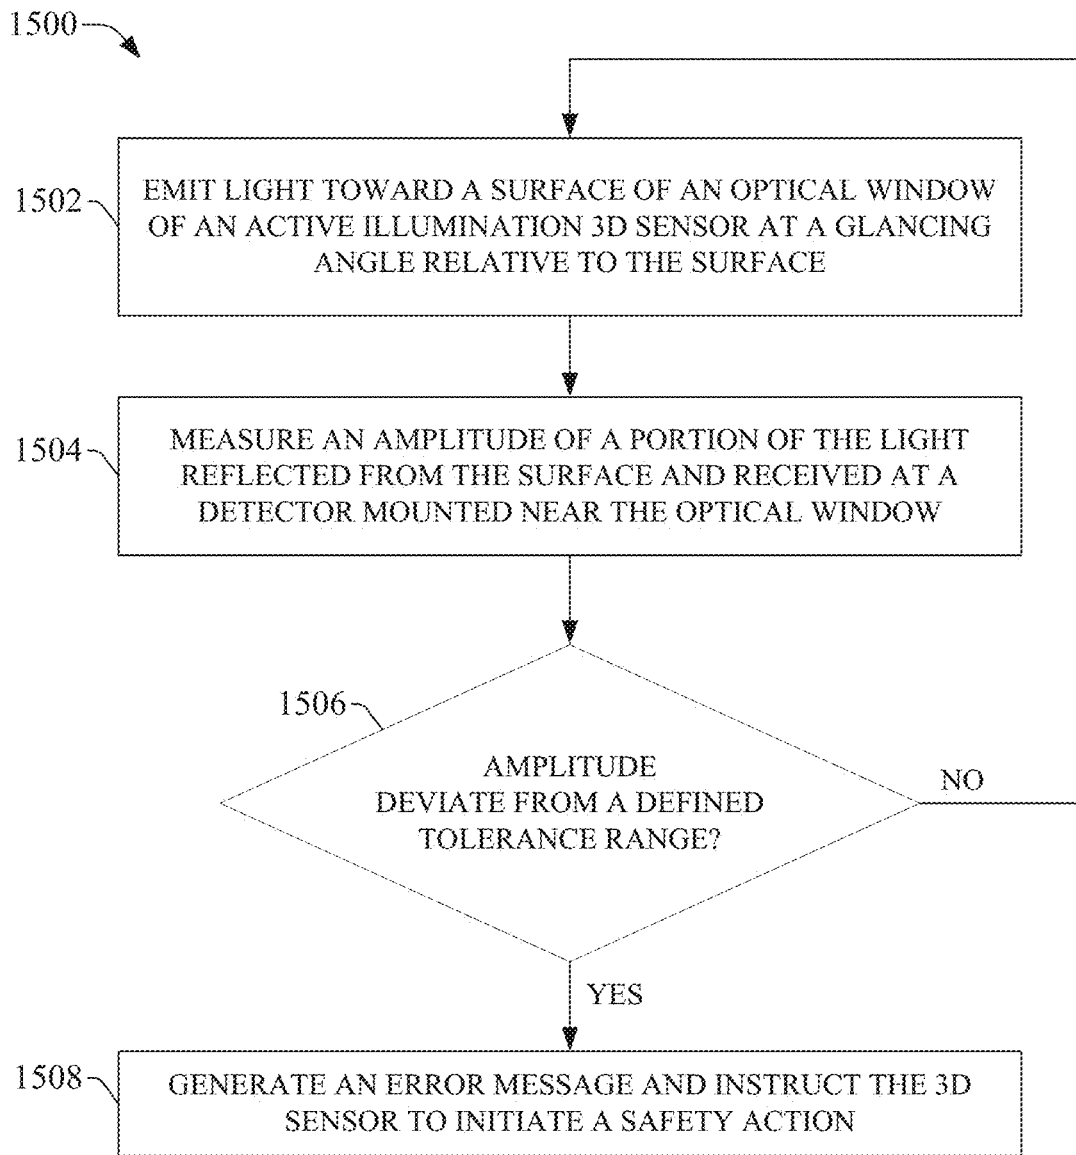 1500
1502
EMIT LIGHT TOWARD A SURFACE OF AN OPTICAL WINDOW
OF AN ACTIVE ILLUMINATION 3D SENSOR AT A GLANCING
ANGLE RELATIVE TO THE SURFACE
1504
MEASURE AN AMPLITUDE OF A PORTION OF THE LIGHT
REFLECTED FROM THE SURFACE AND RECEIVED AT A
DETECTOR MOUNTED NEAR THE OPTICAL WINDOW
1506
AMPLITUDE
DEVIATE FROM A DEFINED
TOLERANCE RANGE?
NO
YES
1508
GENERATE AN ERROR MESSAGE AND INSTRUCT THE 3D
SENSOR TO INITIATE A SAFETY ACTION